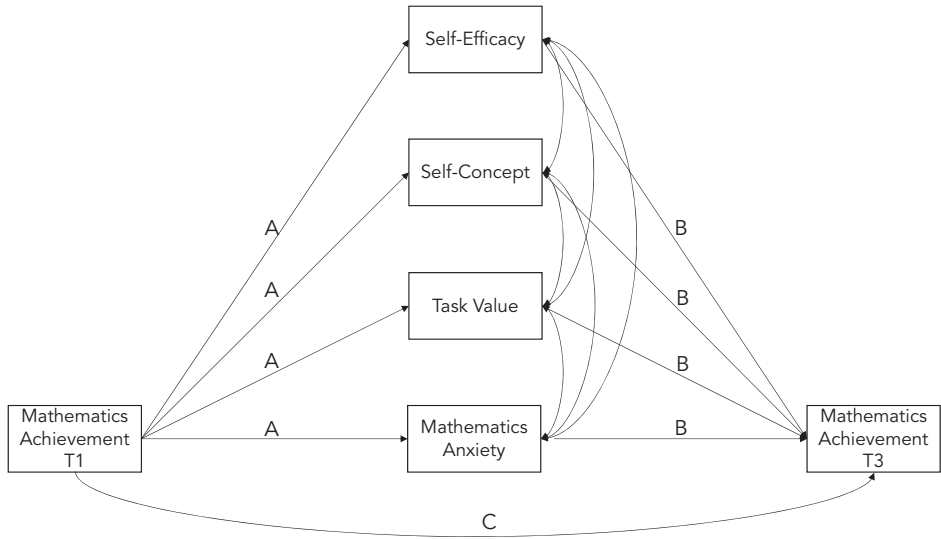 Self-Efficacy
Self-Concept
A
B
A
B
Task Value
A
B
Mathematics
Achievement
T1
A
Mathematics
Anxiety
B
Mathematics
Achievement
T3
C